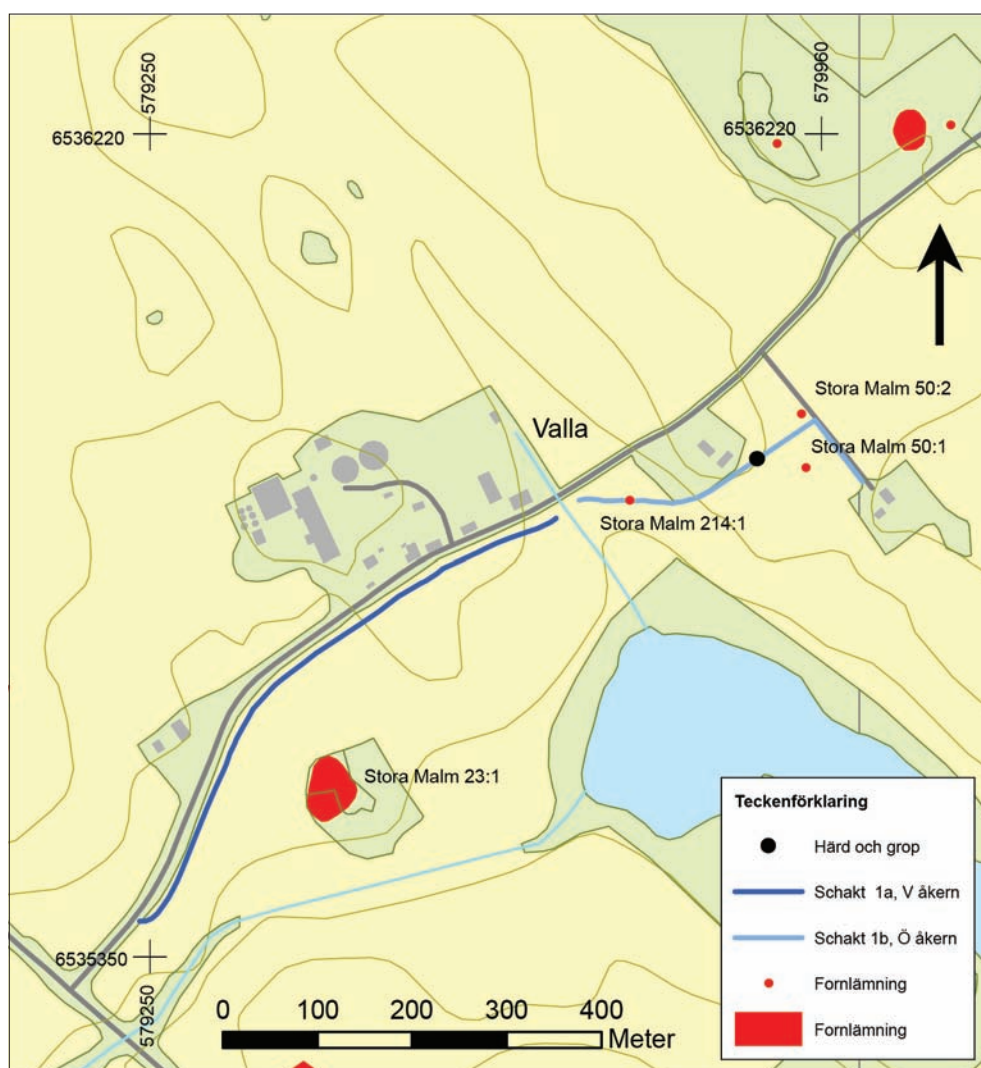 579250
579960
6536220
6536220
Stora Malm 50:2
Valla
Stora Malm 50:1
Stora Malm 214:1
Stora Malm 23:1
Teckenförklaring
Härd och grop
Schakt 1a, V åkern
Schakt 1b, Ö åkern
Fornlämning
Fornlämning
6535350
579250
0 100 200 300 400
Meter